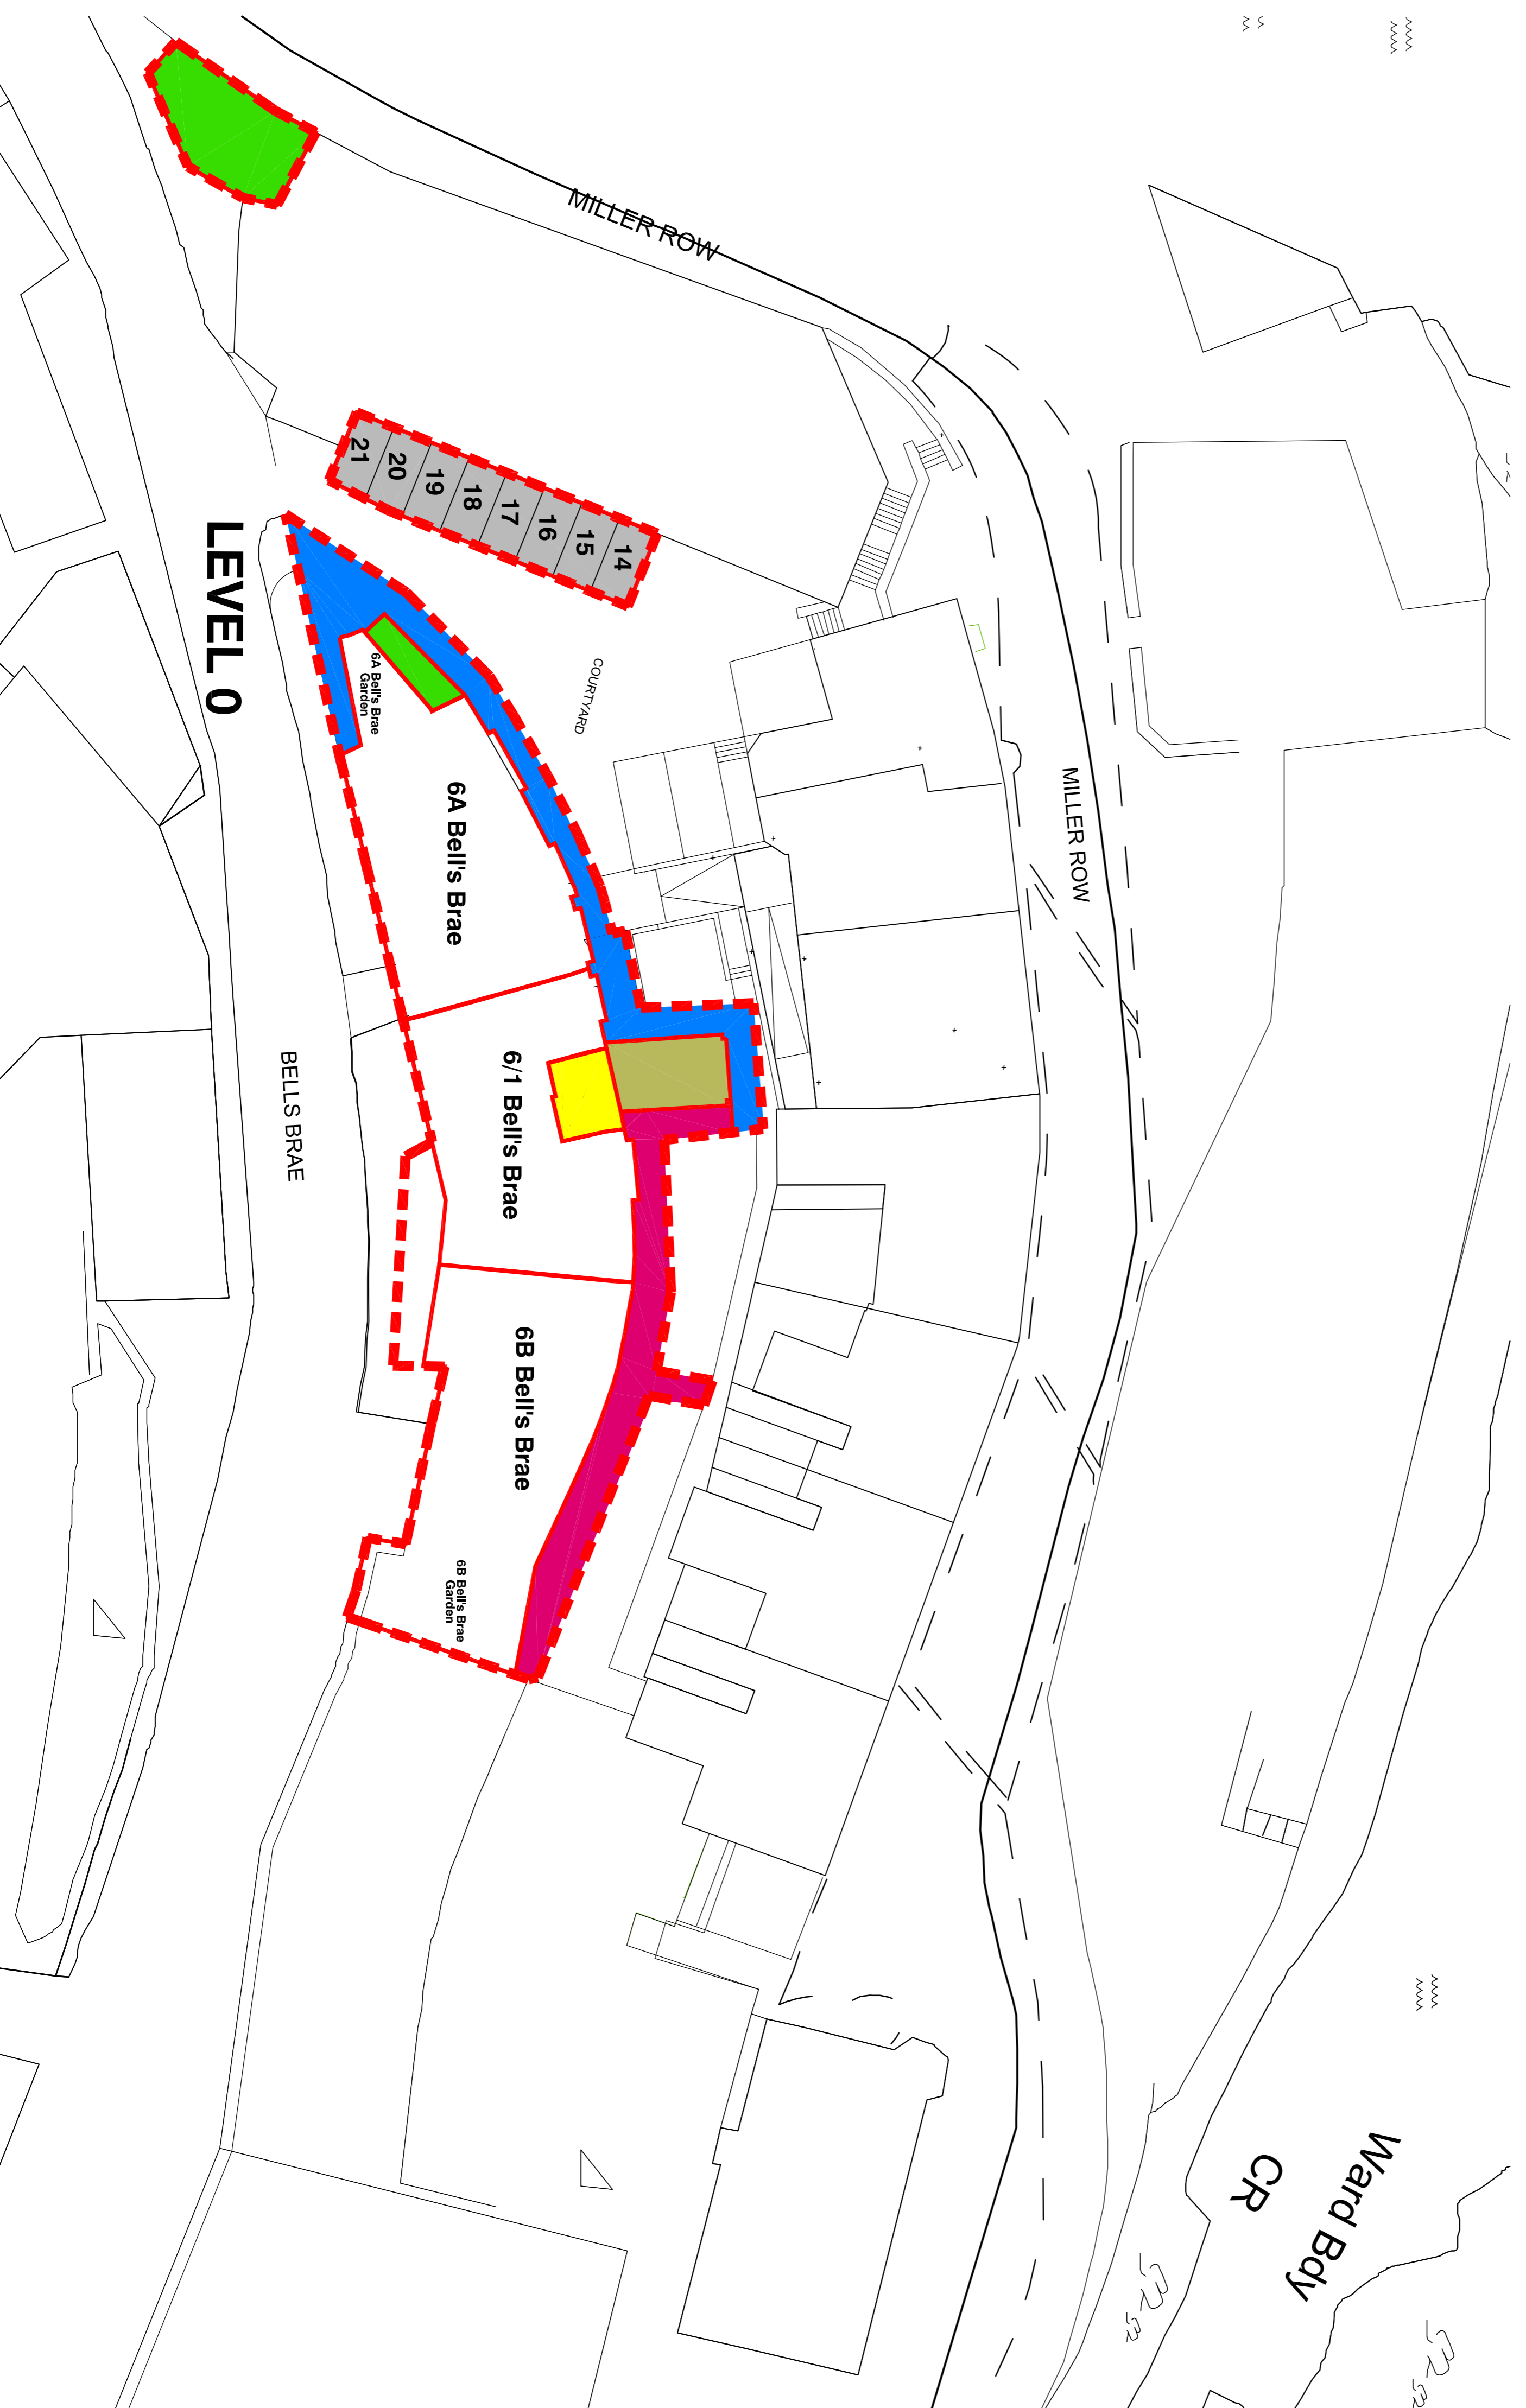 MILLER ROW
21
20
19
18
17
16
15
14
LEVEL 0
COURTYARD
6A Bell's Brae
Garden
6A Bell's Brae
MILLER ROW
BELLS BRAE
6/1 Bell's Brae
6B Bell's Brae
6B Bell's Brae
Garden
Ward Bdy
CR